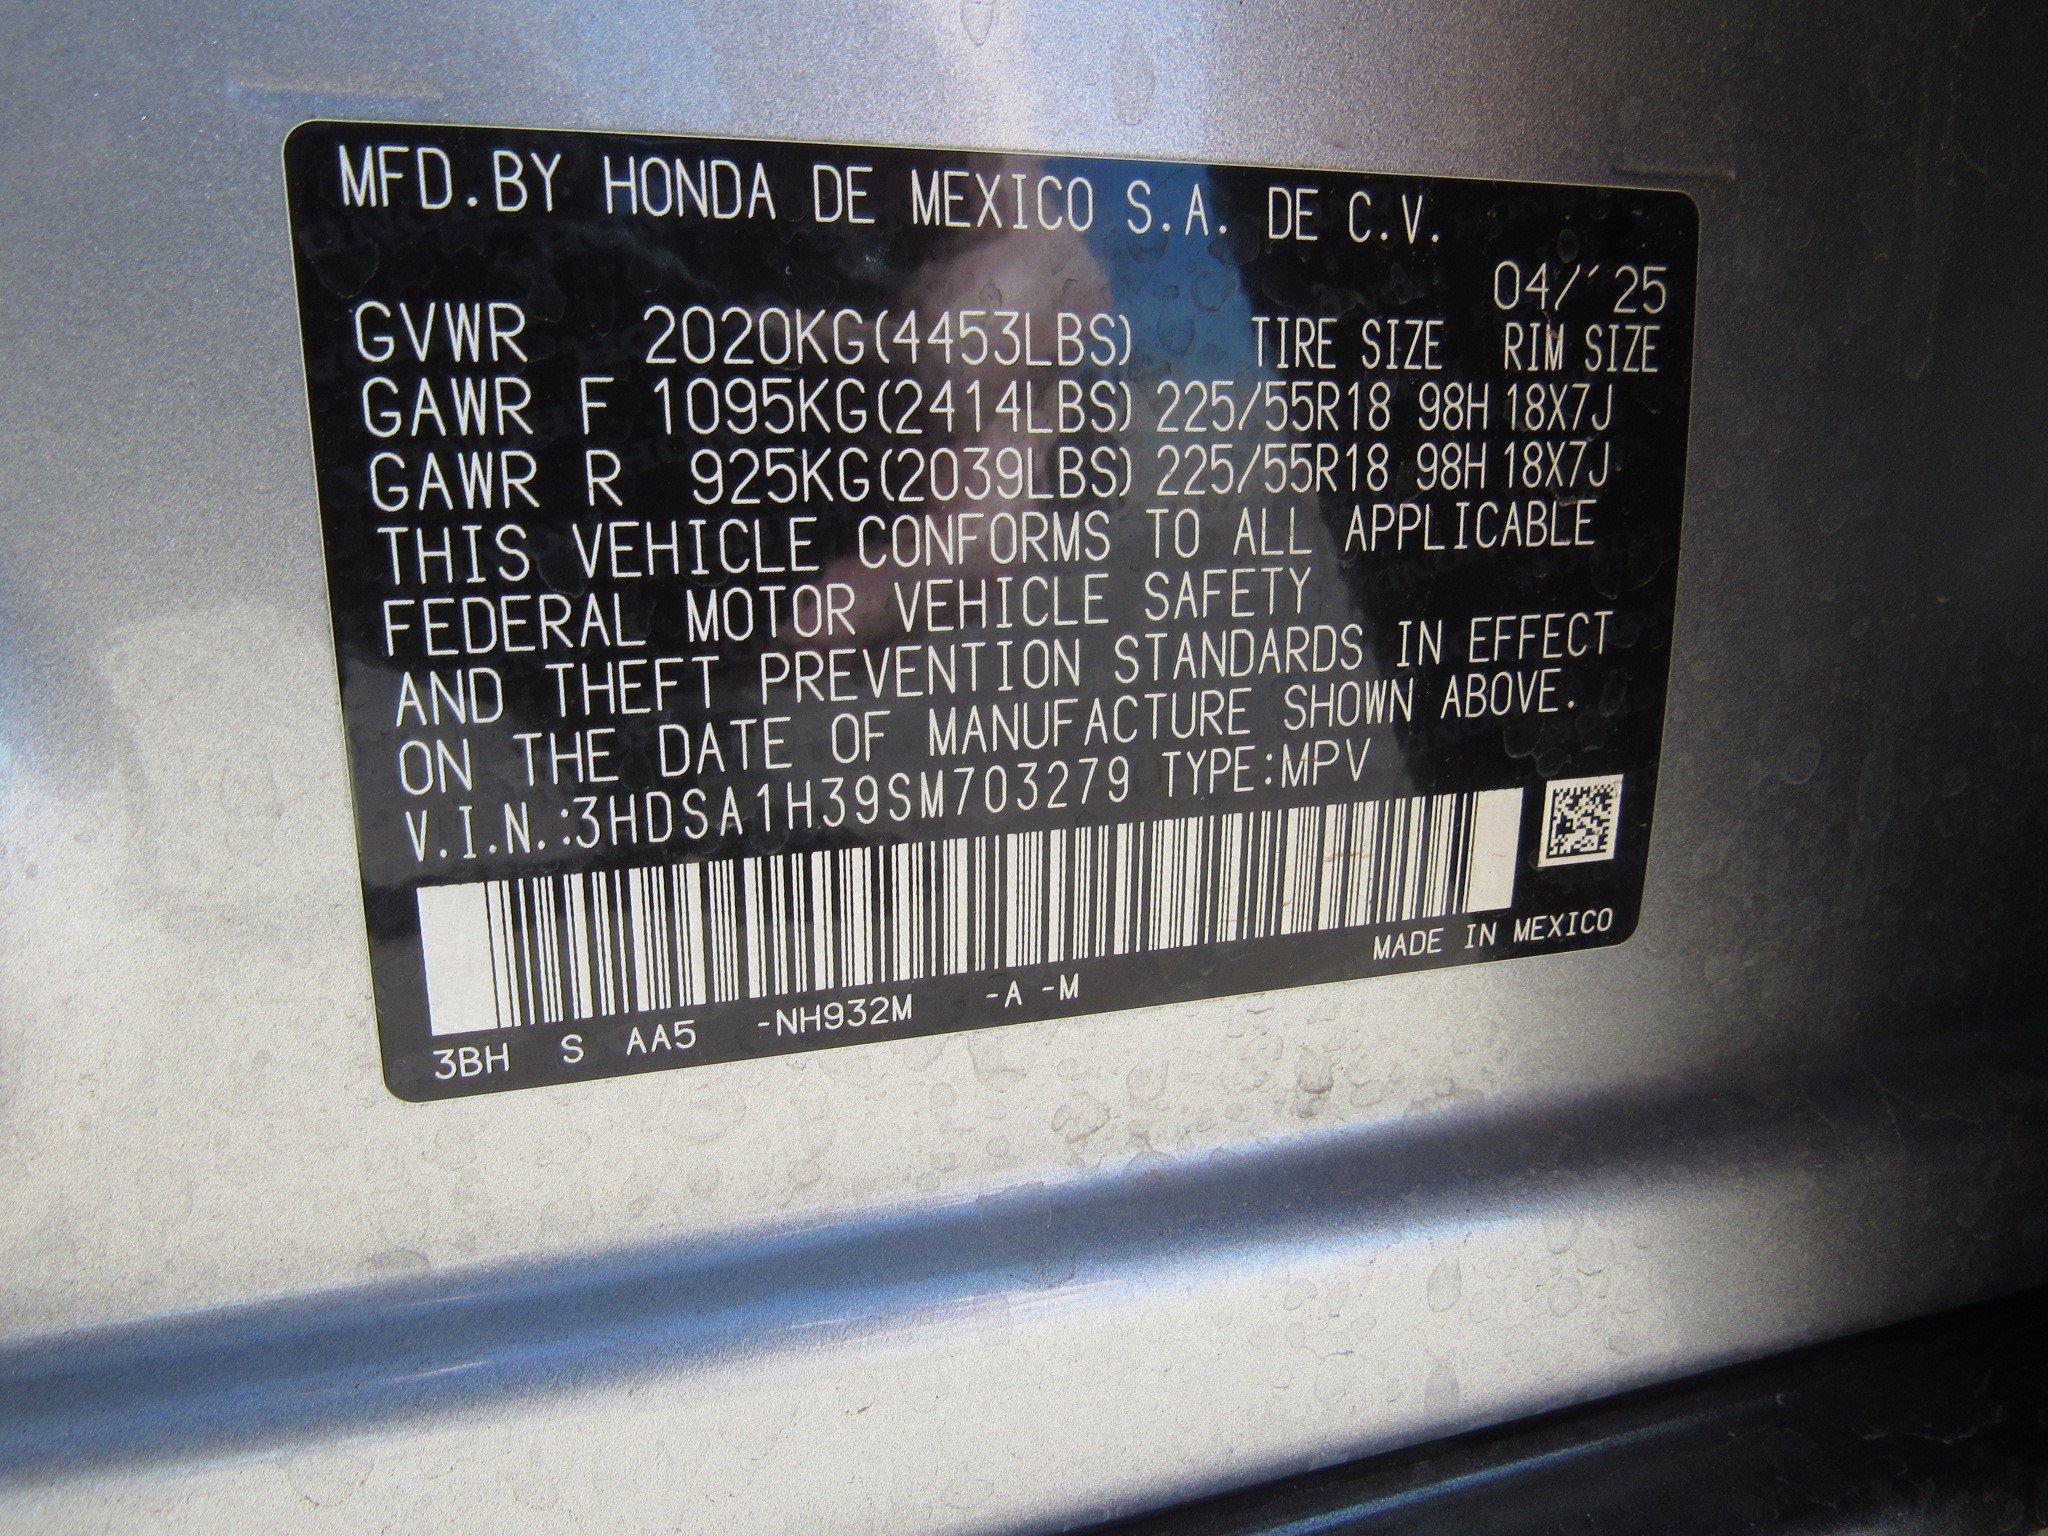 MFD.BY HONDA DE MEXICO S.A. DE C.V.
04/'25
GVWR 2020KG(4453LBS) TIRE SIZE RIM SIZE
GAWR F 1095KG(2414LBS) 225/55R18 98H 18X7J
GAWR R 925KG(2039LBS) 225/55R18 98H 18X7J
THIS VEHICLE CONFORMS TO ALL APPLICABLE
FEDERAL MOTOR VEHICLE SAFETY
AND THEFT PREVENTION STANDARDS IN EFFECT
ON THE DATE OF MANUFACTURE SHOWN ABOVE.
V.I.N.:3HDSA1H39SM703279 TYPE:MPV
MADE IN MEXICO
3BH S AA5 -NH932M -A -M